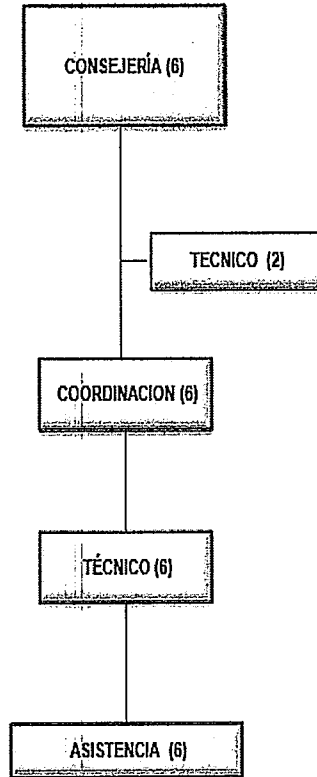 CONSEJERÍA (6)
TECNICO (2)
COORDINACION (6)
TÉCNICO (6)
ASISTENCIA (6)